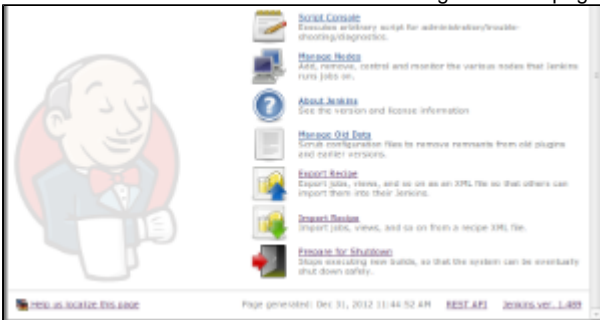 Script Console
Executes arbitrary script for administration/trouble-
shooting/diagnostics.
Manage Nodes
Add, remove, control and monitor the various nodes that Jenkins
runs jobs on.
About Jenkins
See the version and license information
Manage Old Data
Scrub configuration files to remove remnants from old plugins
and earlier versions.
Export Recipe
Export jobs, views, and so on as an XML file so that others can
import them into their Jenkins.
Import Recipe
Import jobs, views, and so on from a recipe XML file.
Prepare for Shutdown
Stops executing new builds, so that the system can be eventually
shut down safely.
Help us localize this page
Page generated: Dec 31, 2012 11:44:52 AM
REST API
Jenkins ver. 1.489